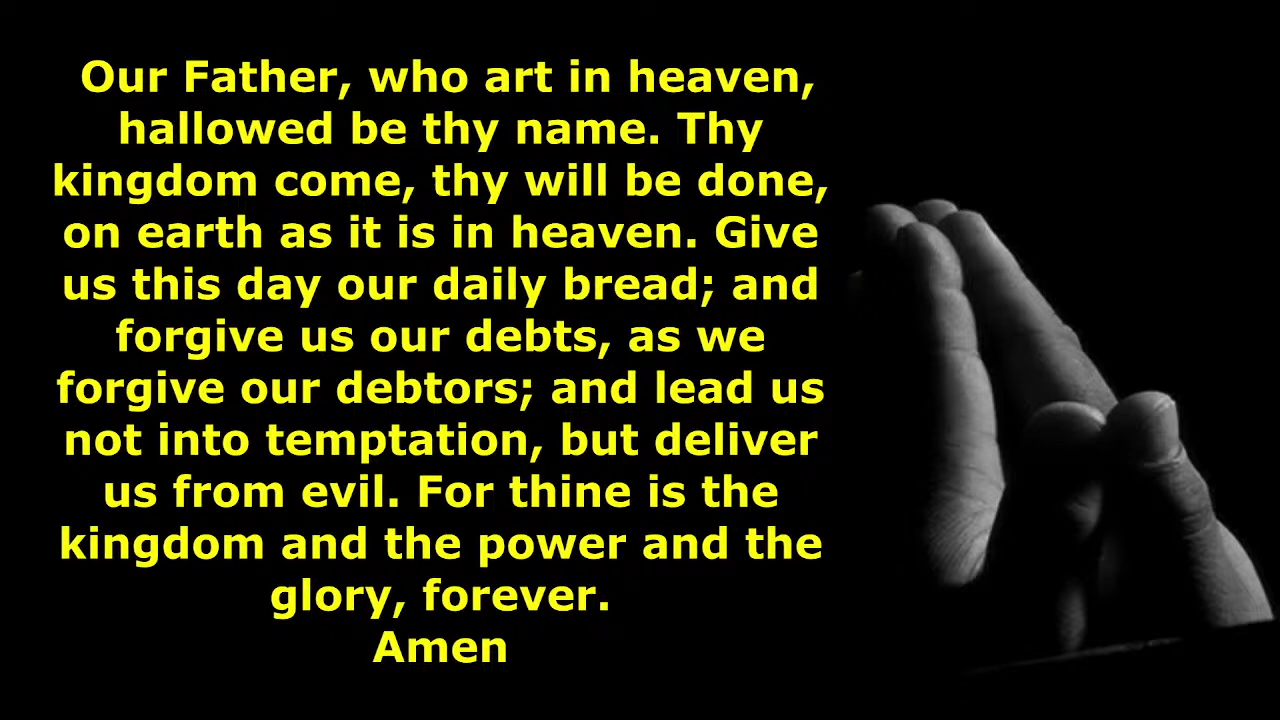 Our Father, who art in heaven,
hallowed be thy name. Thy
kingdom come, thy will be done,
on earth as it is in heaven. Give
us this day our daily bread; and
forgive us our debts, as we
forgive our debtors; and lead us
not into temptation, but deliver
us from evil. For thine is the
kingdom and the power and the
glory, forever.
Amen